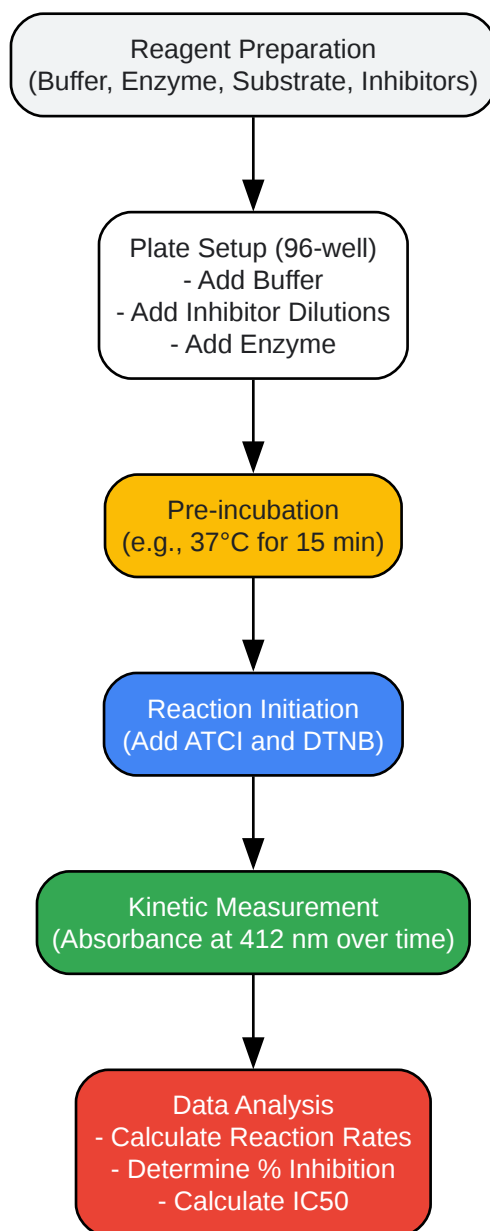 Reagent Preparation
(Buffer, Enzyme, Substrate, Inhibitors)
Plate Setup (96-well)
- Add Buffer
- Add Inhibitor Dilutions
- Add Enzyme
Pre-incubation
(e.g., 37°C for 15 min)
Reaction Initiation
(Add ATCI and DTNB)
Kinetic Measurement
(Absorbance at 412 nm over time)
Data Analysis
- Calculate Reaction Rates
- Determine % Inhibition
- Calculate IC50